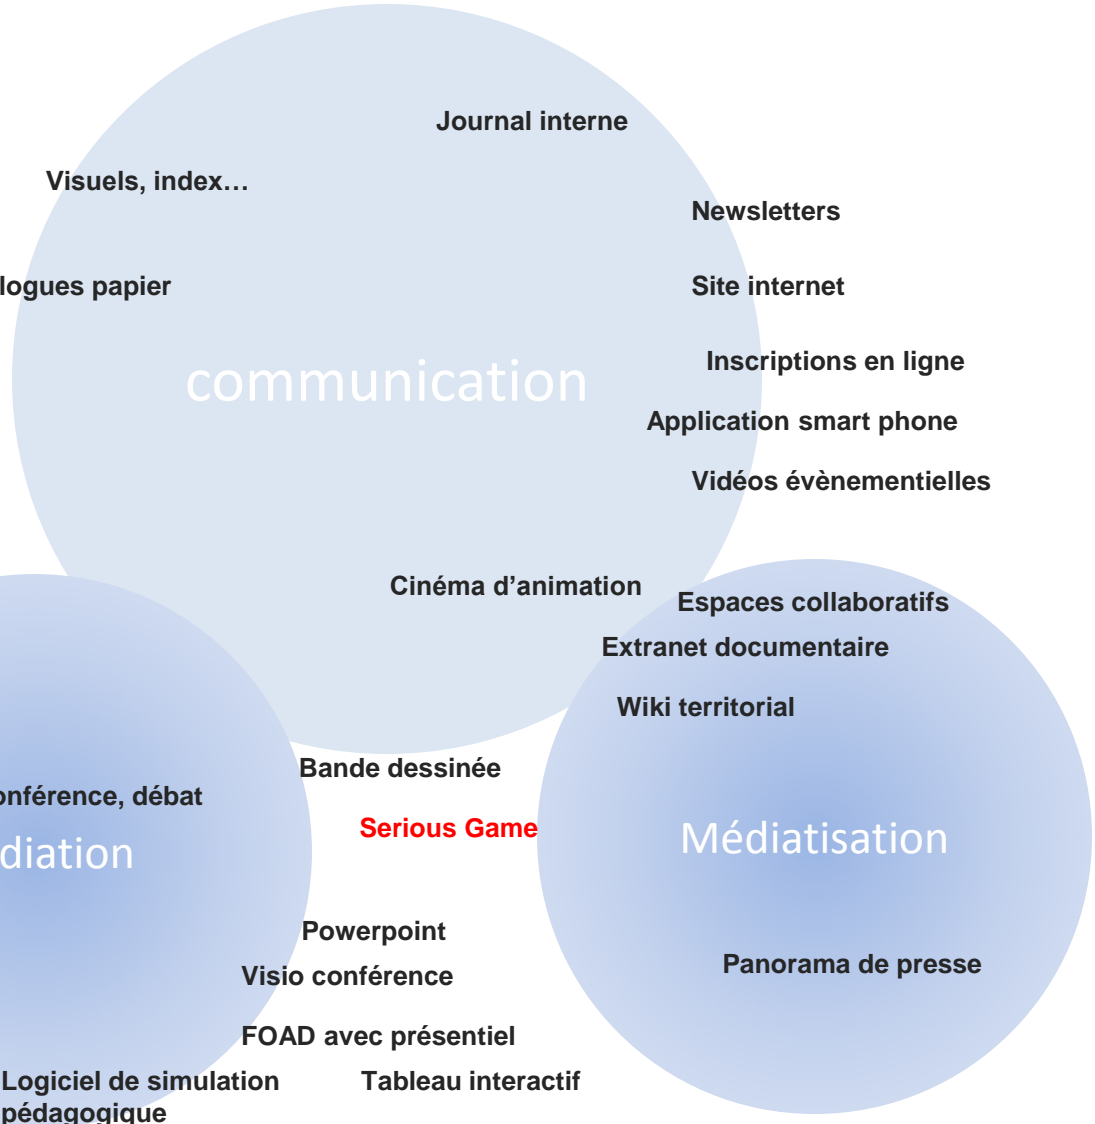 Journal interne
Visuels, index…
Newsletters
logues papier
Site internet
Inscriptions en ligne
communication
Application smart phone
Vidéos évènementielles
Cinéma d’animation
Espaces collaboratifs
Extranet documentaire
Wiki territorial
Bande dessinée
onférence, débat
Serious Game
diation
Médiatisation
Powerpoint
Panorama de presse
Visio conférence
FOAD avec présentiel
Logiciel de simulation
pédagogique
Tableau interactif